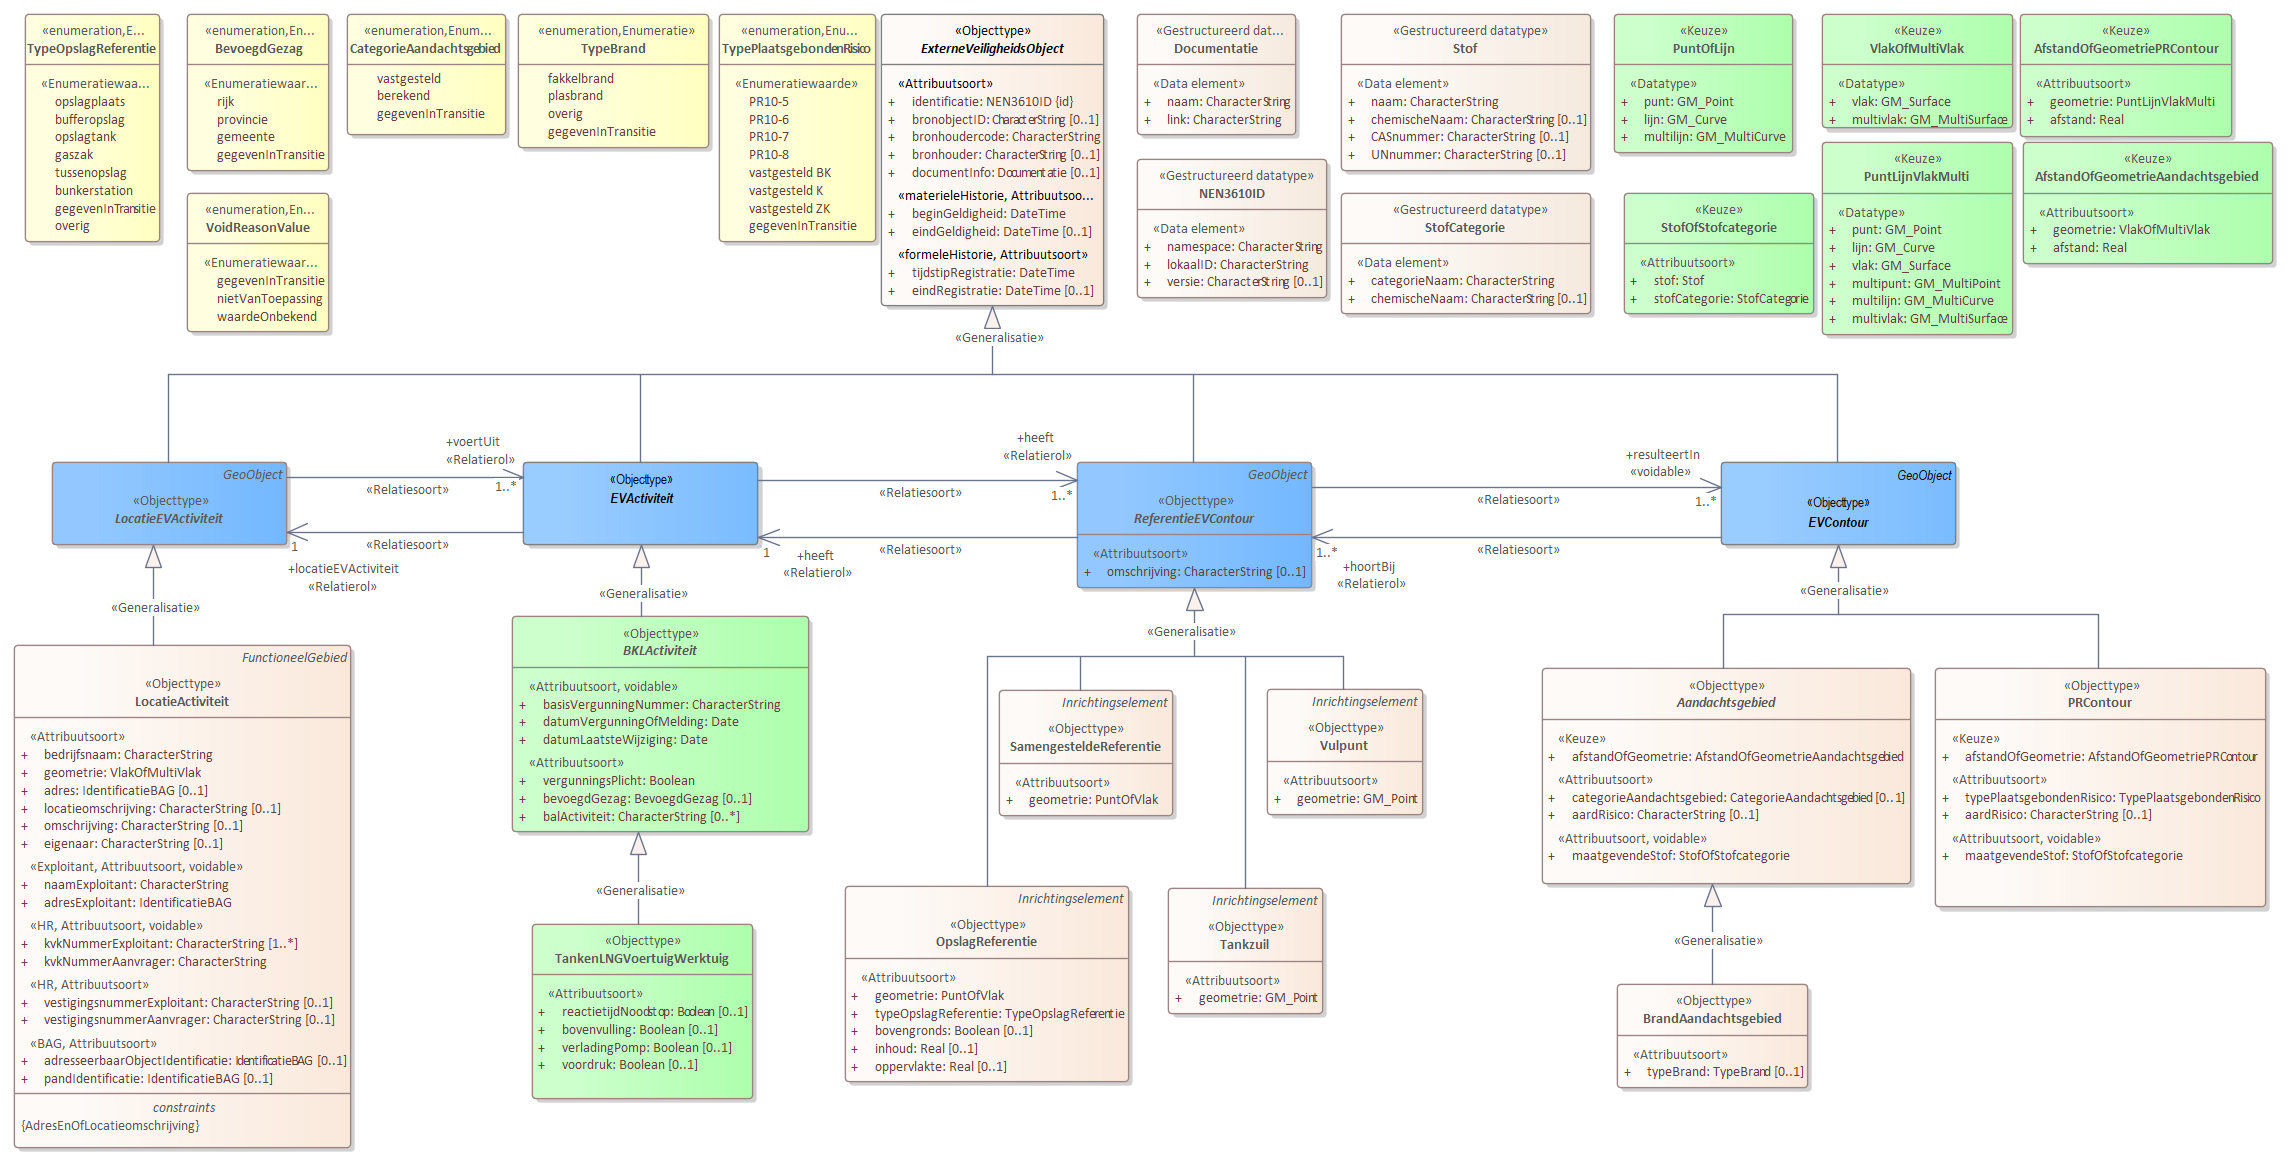 «enumeration,E...
TypeOpslagReferentie
«Enumeratiewaa...
opslagplaats
bufferopslag
opslagtank
gaszak
tussenopslag
bunkerstation
gegevenInTransitie
overig
«enumeration,En...
BevoegdGezag
«Enumeratiewaar...
rijk
provincie
gemeente
gegevenInTransitie
«enumeration,En...
VoidReasonValue
«Enumeratiewaar...
gegevenInTransitie
nietVanToepassing
waardeOnbekend
«enumeration,Enum...
CategorieAandachtsgebied
vastgesteld
berekend
gegevenInTransitie
«enumeration,Enumeratie»
TypeBrand
fakkelbrand
plasbrand
overig
gegevenInTransitie
«enumeration,Enu...
TypePlaatsgebondenRisico
«Enumeratiewaarde»
PR10-5
PR10-6
PR10-7
PR10-8
vastgesteld BK
vastgesteld K
vastgesteld ZK
gegevenInTransitie
«Objecttype»
ExterneVeiligheidsObject
«Attribuutsoort»
+ identificatie: NEN3610ID {id}
+ bronobjectID: CharacterString [0..1]
+ bronhoudercode: CharacterString
+ bronhouder: CharacterString [0..1]
+ documentInfo: Documentatie [0..1]
«materieleHistorie, Attribuutsoo...
+ beginGeldigheid: DateTime
+ eindGeldigheid: DateTime [0..1]
«formeleHistorie, Attribuutsoort»
+ tijdstipRegistratie: DateTime
+ eindRegistratie: DateTime [0..1]
«Gestructureerd dat...
Documentatie
«Data element»
+ naam: CharacterString
+ link: CharacterString
«Gestructureerd datatype»
NEN3610ID
«Data element»
+ namespace: CharacterString
+ lokaalID: CharacterString
+ versie: CharacterString [0..1]
«Gestructureerd datatype»
Stof
«Data element»
+ naam: CharacterString
+ chemischeNaam: CharacterString [0..1]
+ CASnummer: CharacterString [0..1]
+ UNnummer: CharacterString [0..1]
«Gestructureerd datatype»
StofCategorie
«Data element»
+ categorieNaam: CharacterString
+ chemischeNaam: CharacterString [0..1]
«Keuze»
PuntOfLijn
«Datatype»
+ punt: GM_Point
+ lijn: GM_Curve
+ multilijn: GM_MultiCurve
«Keuze»
StofOfStofcategorie
«Attribuutsoort»
+ stof: Stof
+ stofCategorie: StofCategorie
«Keuze»
VlakOfMultiVlak
«Datatype»
+ vlak: GM_Surface
+ multivlak: GM_MultiSurface
«Keuze»
PuntLijnVlakMulti
«Datatype»
+ punt: GM_Point
+ lijn: GM_Curve
+ vlak: GM_Surface
+ multipunt: GM_MultiPoint
+ multilijn: GM_MultiCurve
+ multivlak: GM_MultiSurface
«Keuze»
AfstandOfGeometriePRContour
«Attribuutsoort»
+ geometrie: PuntLijnVlakMulti
+ afstand: Real
«Keuze»
AfstandOfGeometrieAandachtsgebied
«Attribuutsoort»
+ geometrie: VlakOfMultiVlak
+ afstand: Real
«Generalisatie»
GeoObject
«Objecttype»
LocatieEVActiviteit
+voertUit
«Relatierol»
1..*
«Relatiesoort»
«Relatiesoort»
1
+locatieEVActiviteit
«Relatierol»
«Objecttype»
EVActiviteit
+heeft
«Relatierol»
1..*
«Relatiesoort»
«Relatiesoort»
1
+heeft
«Relatierol»
GeoObject
«Objecttype»
ReferentieEVContour
«Attribuutsoort»
+ omschrijving: CharacterString [0..1]
+resulteertIn
«voidable»
1..*
«Relatiesoort»
«Relatiesoort»
1..*
+hoortBij
«Relatierol»
GeoObject
«Objecttype»
EVContour
«Generalisatie»
«Generalisatie»
«Generalisatie»
«Generalisatie»
FunctioneelGebied
«Objecttype»
LocatieActiviteit
«Attribuutsoort»
+ bedrijfsnaam: CharacterString
+ geometrie: VlakOfMultiVlak
+ adres: IdentificatieBAG [0..1]
+ locatieomschrijving: CharacterString [0..1]
+ omschrijving: CharacterString [0..1]
+ eigenaar: CharacterString [0..1]
«Exploitant, Attribuutsoort, voidable»
+ naamExploitant: CharacterString
+ adresExploitant: IdentificatieBAG
«HR, Attribuutsoort, voidable»
+ kvkNummerExploitant: CharacterString [1..*]
+ kvkNummerAanvrager: CharacterString
«HR, Attribuutsoort»
+ vestigingsnummerExploitant: CharacterString [0..1]
+ vestigingsnummerAanvrager: CharacterString [0..1]
«BAG, Attribuutsoort»
+ adresseerbaarObjectIdentificatie: IdentificatieBAG [0..1]
+ pandIdentificatie: IdentificatieBAG [0..1]
constraints
{AdresEnOfLocatieomschrijving}
«Objecttype»
BKLActiviteit
«Attribuutsoort, voidable»
+ basisVergunningNummer: CharacterString
+ datumVergunningOfMelding: Date
+ datumLaatsteWijziging: Date
«Attribuutsoort»
+ vergunningsPlicht: Boolean
+ bevoegdGezag: BevoegdGezag [0..1]
+ balActiviteit: CharacterString [0..*]
«Generalisatie»
«Objecttype»
TankenLNGVoertuigWerktuig
«Attribuutsoort»
+ reactietijdNoodstop: Boolean [0..1]
+ bovenvulling: Boolean [0..1]
+ verladingPomp: Boolean [0..1]
+ voordruk: Boolean [0..1]
Inrichtingselement
«Objecttype»
SamengesteldeReferentie
«Attribuutsoort»
+ geometrie: PuntOfVlak
Inrichtingselement
«Objecttype»
Vulpunt
«Attribuutsoort»
+ geometrie: GM_Point
Inrichtingselement
«Objecttype»
OpslagReferentie
«Attribuutsoort»
+ geometrie: PuntOfVlak
+ typeOpslagReferentie: TypeOpslagReferentie
+ bovengronds: Boolean [0..1]
+ inhoud: Real [0..1]
+ oppervlakte: Real [0..1]
Inrichtingselement
«Objecttype»
Tankzuil
«Attribuutsoort»
+ geometrie: GM_Point
«Objecttype»
Aandachtsgebied
«Keuze»
+ afstandOfGeometrie: AfstandOfGeometrieAandachtsgebied
«Attribuutsoort»
+ categorieAandachtsgebied: CategorieAandachtsgebied [0..1]
+ aardRisico: CharacterString [0..1]
«Attribuutsoort, voidable»
+ maatgevendeStof: StofOfStofcategorie
«Objecttype»
PRContour
«Keuze»
+ afstandOfGeometrie: AfstandOfGeometriePRContour
«Attribuutsoort»
+ typePlaatsgebondenRisico: TypePlaatsgebondenRisico
+ aardRisico: CharacterString [0..1]
«Attribuutsoort, voidable»
+ maatgevendeStof: StofOfStofcategorie
«Generalisatie»
«Objecttype»
BrandAandachtsgebied
«Attribuutsoort»
+ typeBrand: TypeBrand [0..1]